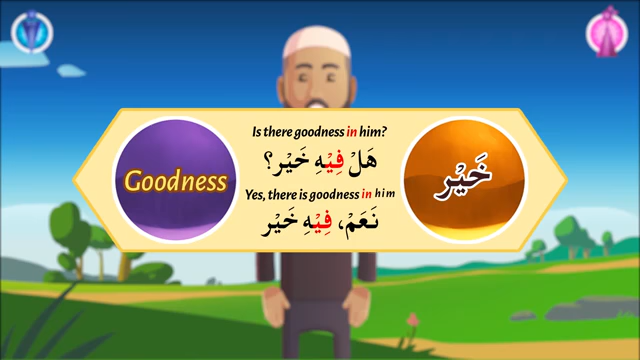 Is there goodness in him?
هَلْ فِيْهِ خَيْر؟
Goodness
خَيْر
Yes, there is goodness in him
نَعَمْ، فِيْهِ خَيْر